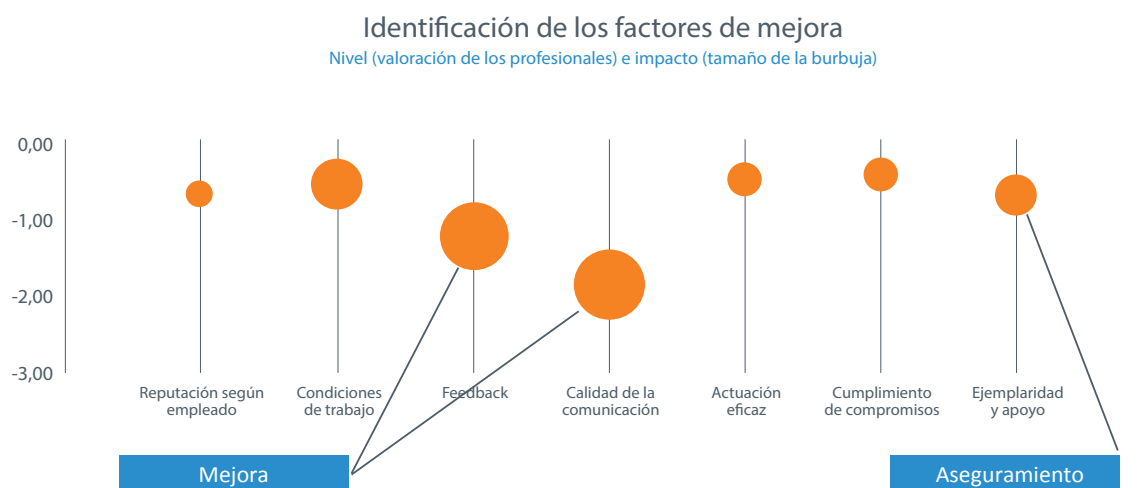 Identificación de los factores de mejora
Nivel (valoración de los profesionales) e impacto (tamaño de la burbuja)
0,00
-1,00
-2,00
-3,00
Reputación según
empleado
Condiciones
de trabajo
Feedback
Calidad de la
comunicación
Actuación
eficaz
Cumplimiento
de compromisos
Ejemplaridad
y apoyo
Mejora
Aseguramiento